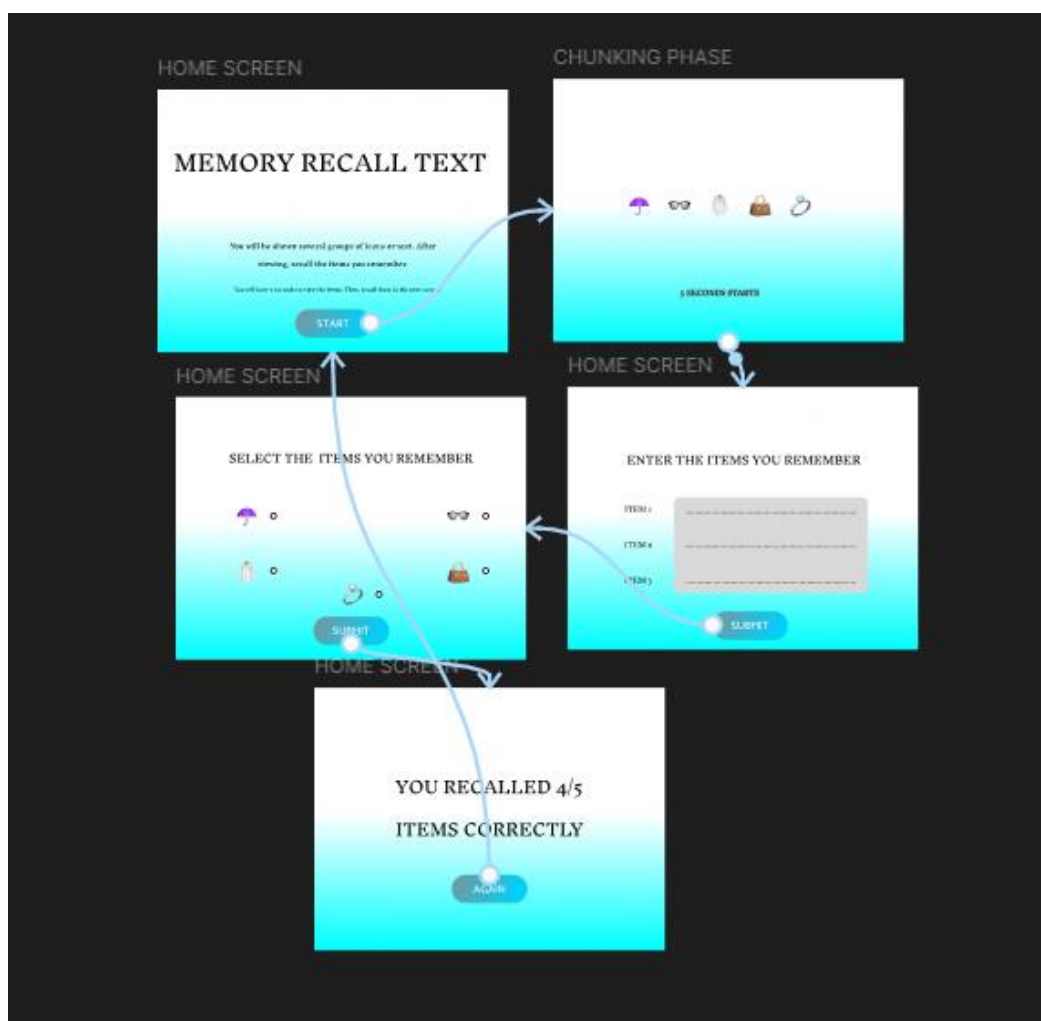 HOME SCREEN
MEMORY RECALL TEXT
You will be shown several groups of icons or text. After
viewing, recall the items you remember
START
CHUNKING PHASE
5 SECONDS STARTS
HOME SCREEN
ENTER THE ITEMS YOU REMEMBER
ITEM 1
ITEM 2
ITEM 3
SUBMIT
HOME SCREEN
SELECT THE ITEMS YOU REMEMBER
SUBMIT
HOME SCREEN
YOU RECALLED 4/5
ITEMS CORRECTLY
AGAIN